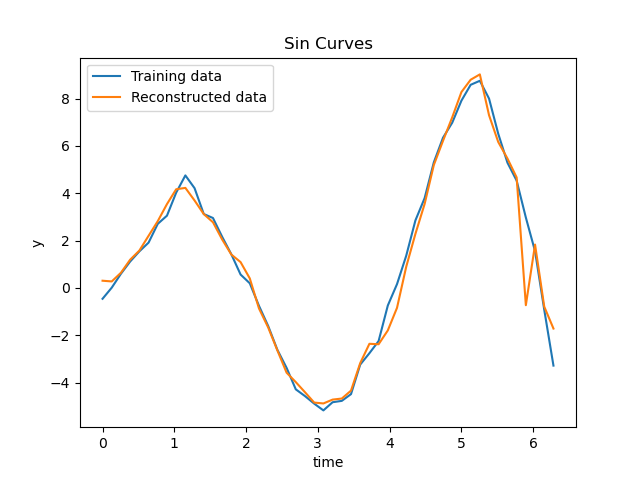 Sin Curves
Training data
Reconstructed data
8
6
4
2
0
−2
−4
y
0 1 2 3 4 5 6
time